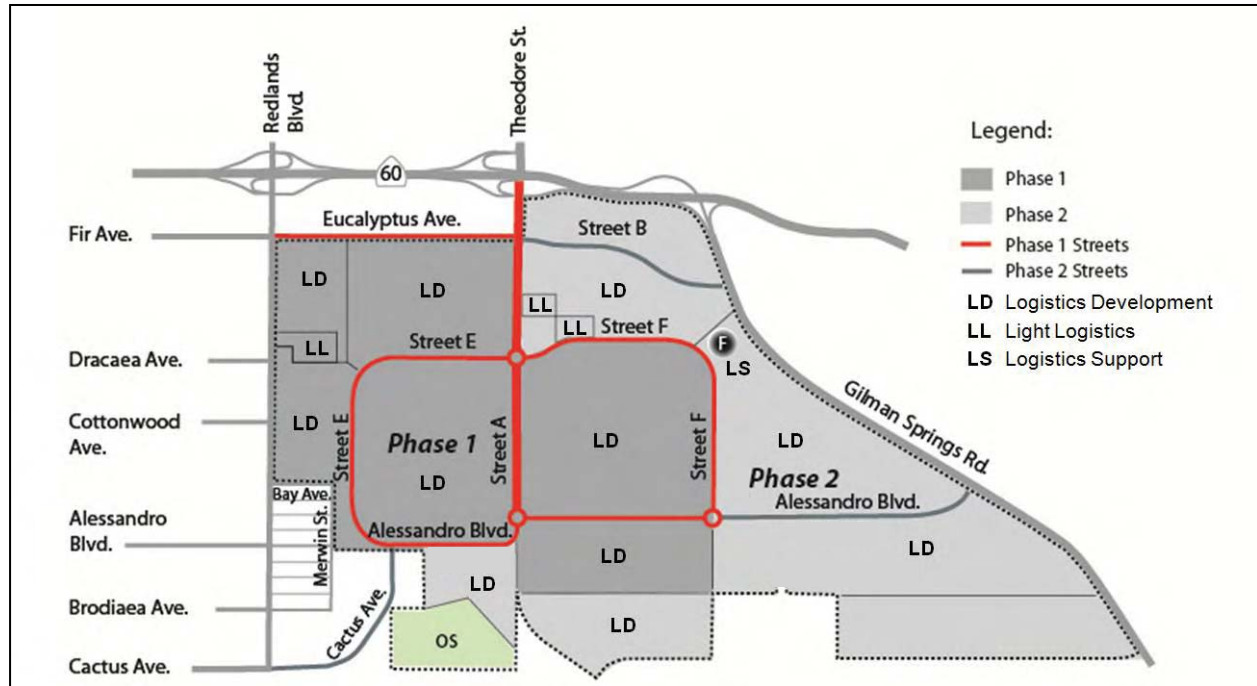 Redlands
Blvd.
Theodore St.
60
Eucalyptus Ave.
Fir Ave.
Street B
LD
LD
LD
LL
LL
Street F
LL
Street E
Dracaea Ave.
F
LS
Cottonwood
Ave.
LD
Street E
Phase 1
LD
Street A
LD
Street F
LD
Phase 2
Gilman Springs Rd.
Bay Ave.
Merwin St.
Alessandro
Blvd.
Alessandro Blvd.
Alessandro Blvd.
LD
LD
LD
Brodiaea Ave.
Cactus Ave.
OS
LD
Cactus Ave.
Legend:
Phase 1
Phase 2
Phase 1 Streets
Phase 2 Streets
LD Logistics Development
LL Light Logistics
LS Logistics Support